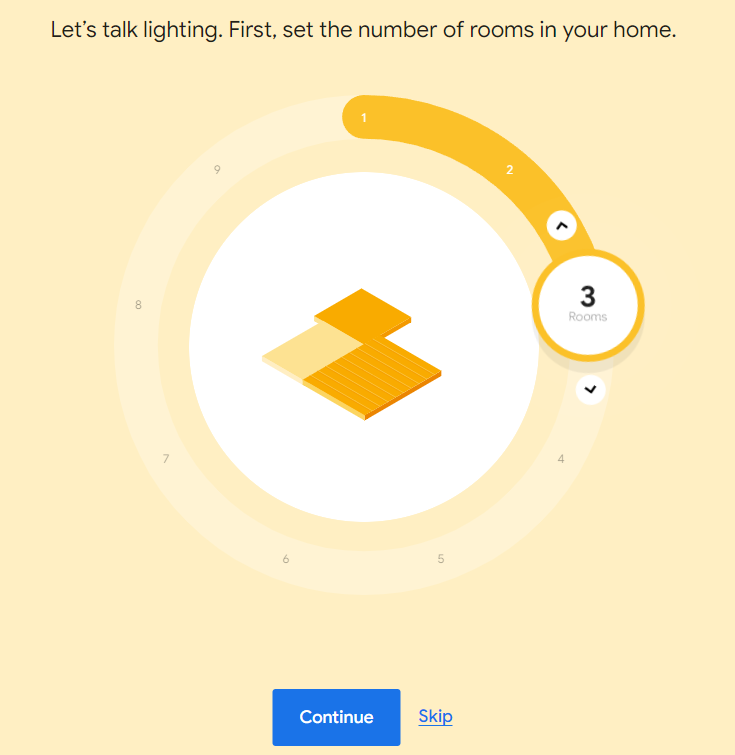 Let's talk lighting. First, set the number of rooms in your home.
1
2
3
Rooms
4
5
6
7
8
9
Continue
Skip